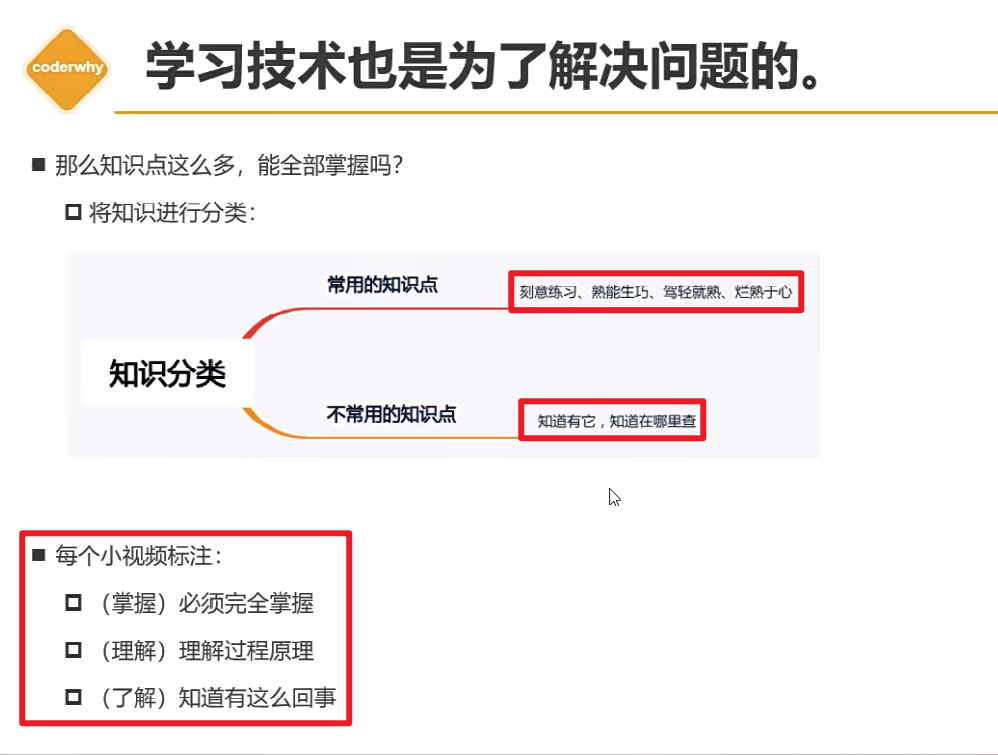 coderwhy
学习技术也是为了解决问题的。
■ 那么知识点这么多，能全部掌握吗？
将知识进行分类：
常用的知识点
刻意练习、熟能生巧、驾轻就熟、烂熟于心
知识分类
不常用的知识点
知道有它，知道在哪里查
■ 每个小视频标注：
（掌握）必须完全掌握
（理解）理解过程原理
（了解）知道有这么回事